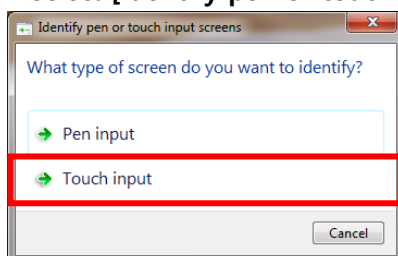 Identify pen or touch input screens
What type of screen do you want to identify?
Pen input
Touch input
Cancel